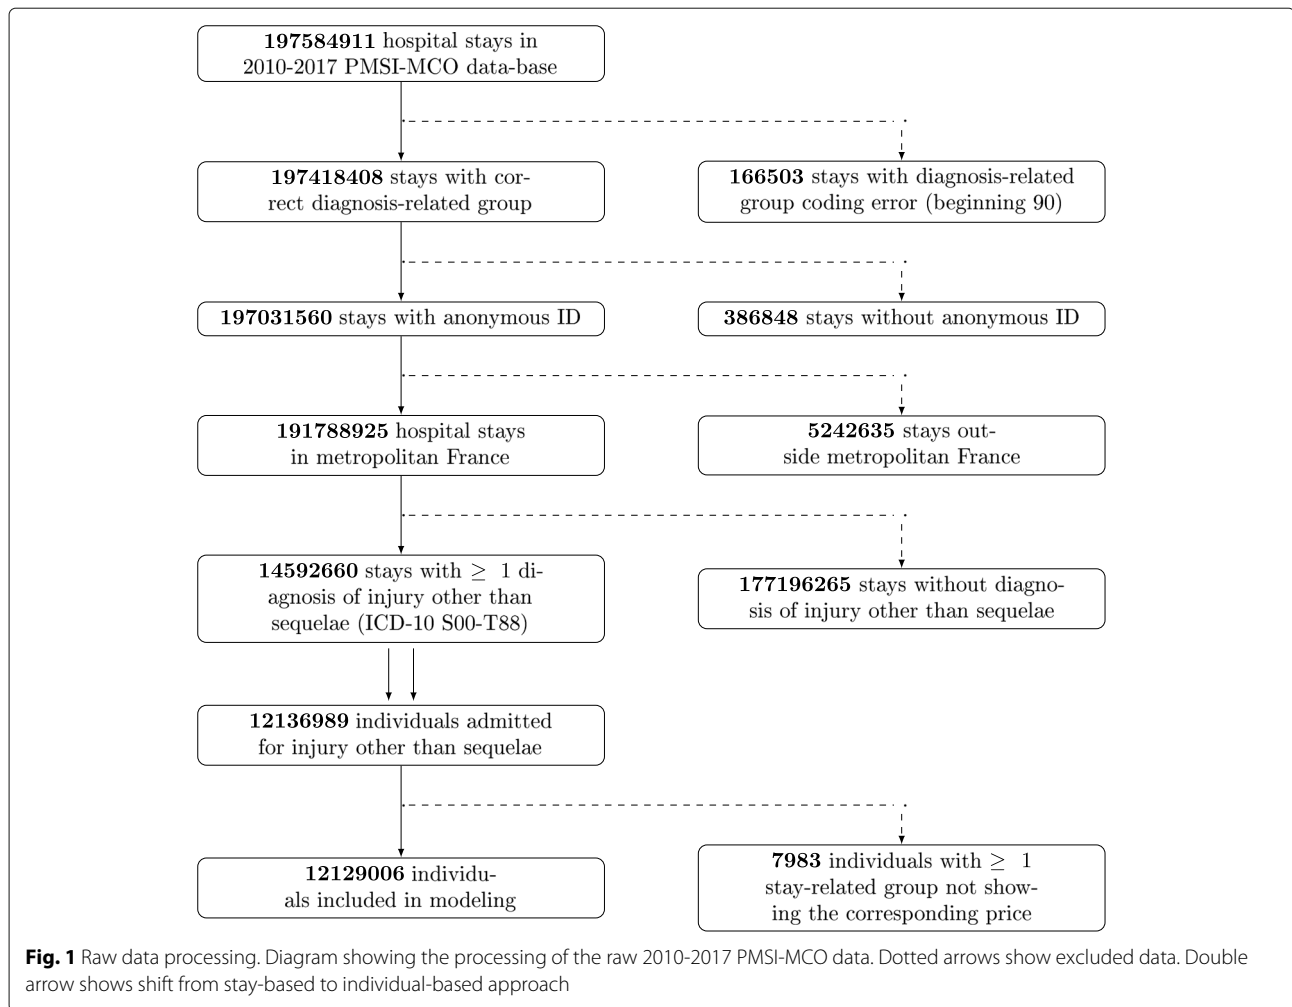 197584911 hospital stays in
2010-2017 PMSI-MCO data-base
197418408 stays with cor-
rect diagnosis-related group
166503 stays with diagnosis-related
group coding error (beginning 90)
197031560 stays with anonymous ID
386848 stays without anonymous ID
191788925 hospital stays
in metropolitan France
5242635 stays out-
side metropolitan France
14592660 stays with ≥ 1 di-
agnosis of injury other than
sequelae (ICD-10 S00-T88)
177196265 stays without diagno-
sis of injury other than sequelae
12136989 individuals admitted
for injury other than sequelae
12129006 individu-
als included in modeling
7983 individuals with ≥ 1
stay-related group not show-
ing the corresponding price
Fig. 1 Raw data processing. Diagram showing the processing of the raw 2010-2017 PMSI-MCO data. Dotted arrows show excluded data. Double
arrow shows shift from stay-based to individual-based approach